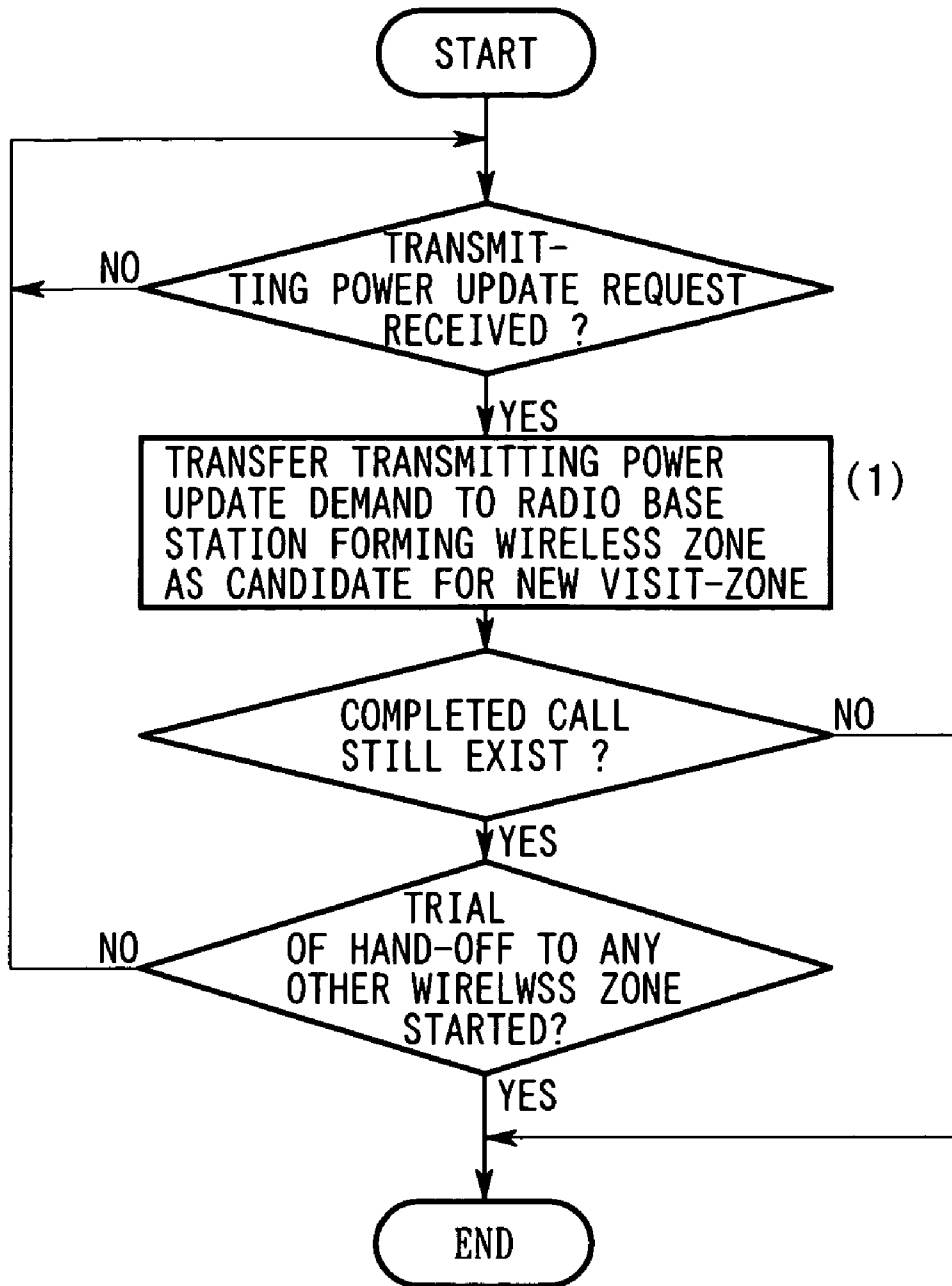 START
TRANSMIT-
TING POWER UPDATE REQUEST
RECEIVED ?
NO
YES
TRANSFER TRANSMITTING POWER
UPDATE DEMAND TO RADIO BASE
STATION FORMING WIRELESS ZONE
AS CANDIDATE FOR NEW VISIT-ZONE
(1)
COMPLETED CALL
STILL EXIST ?
NO
YES
TRIAL
OF HAND-OFF TO ANY
OTHER WIRELWSS ZONE
STARTED?
NO
YES
END